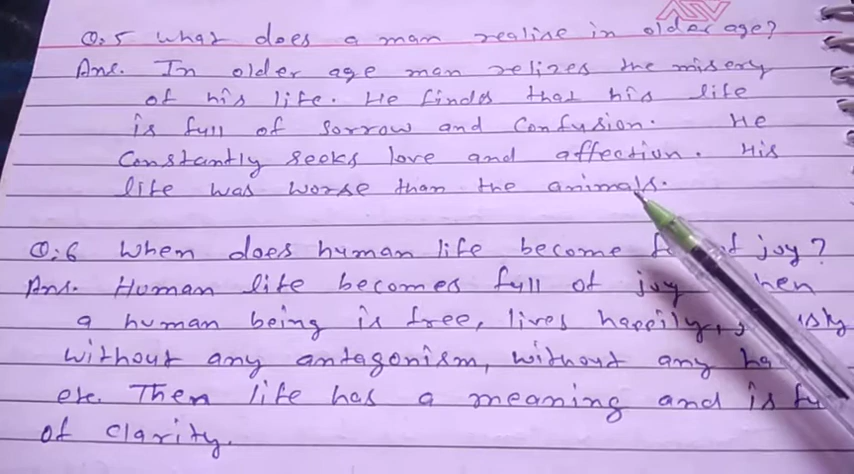 Q:5 What does a man realise in older age?
Ans. In older age man relizes the misery
of his life. He finds that his life
is full of sorrow and confusion. He
constantly seeks love and affection. His
life was worse than the animals.
Q:6 When does human life become joy?
Ans. Human life becomes full of joy
a human being is free, lives happily,
without any antagonism, without any
etc. Then life has a meaning and is
of clarity.